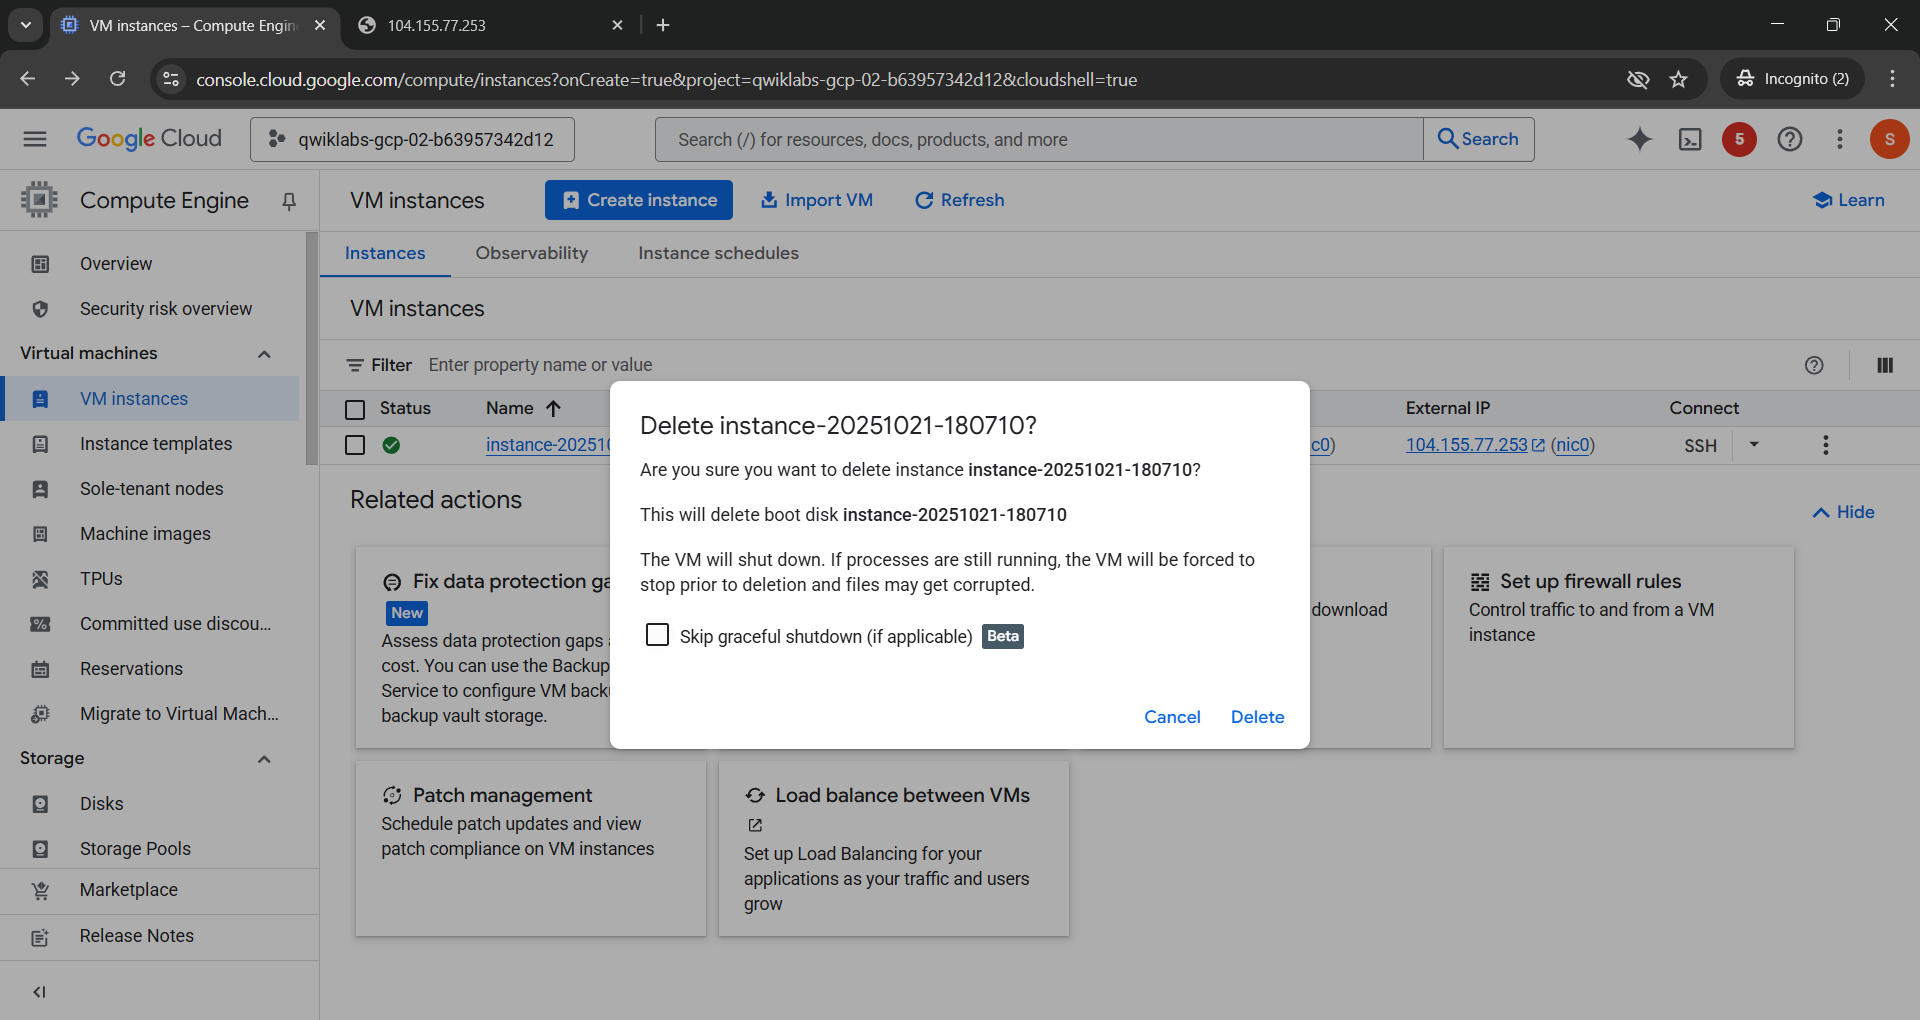 VM instances – Compute Engin
104.155.77.253
console.cloud.google.com/compute/instances?onCreate=true&project=qwiklabs-gcp-02-b63957342d12&cloudshell=true
Incognito (2)
Google Cloud
qwiklabs-gcp-02-b63957342d12
Search (/) for resources, docs, products, and more
Search
5
S
Compute Engine
VM instances
Create instance
Import VM
Refresh
Learn
Overview
Security risk overview
Virtual machines
VM instances
Instance templates
Sole-tenant nodes
Machine images
TPUs
Committed use discou...
Reservations
Migrate to Virtual Mach...
Storage
Disks
Storage Pools
Marketplace
Release Notes
Instances
Observability
Instance schedules
VM instances
Filter
Enter property name or value
Status
Name
External IP
Connect
instance-20251
c0)
104.155.77.253 (nic0)
SSH
Related actions
Hide
Delete instance-20251021-180710?
Are you sure you want to delete instance instance-20251021-180710?
This will delete boot disk instance-20251021-180710
The VM will shut down. If processes are still running, the VM will be forced to
stop prior to deletion and files may get corrupted.
Skip graceful shutdown (if applicable) Beta
Cancel
Delete
Fix data protection ga
New
Assess data protection gaps
cost. You can use the Backup
Service to configure VM back
backup vault storage.
download
Set up firewall rules
Control traffic to and from a VM
instance
Patch management
Schedule patch updates and view
patch compliance on VM instances
Load balance between VMs
Set up Load Balancing for your
applications as your traffic and users
grow